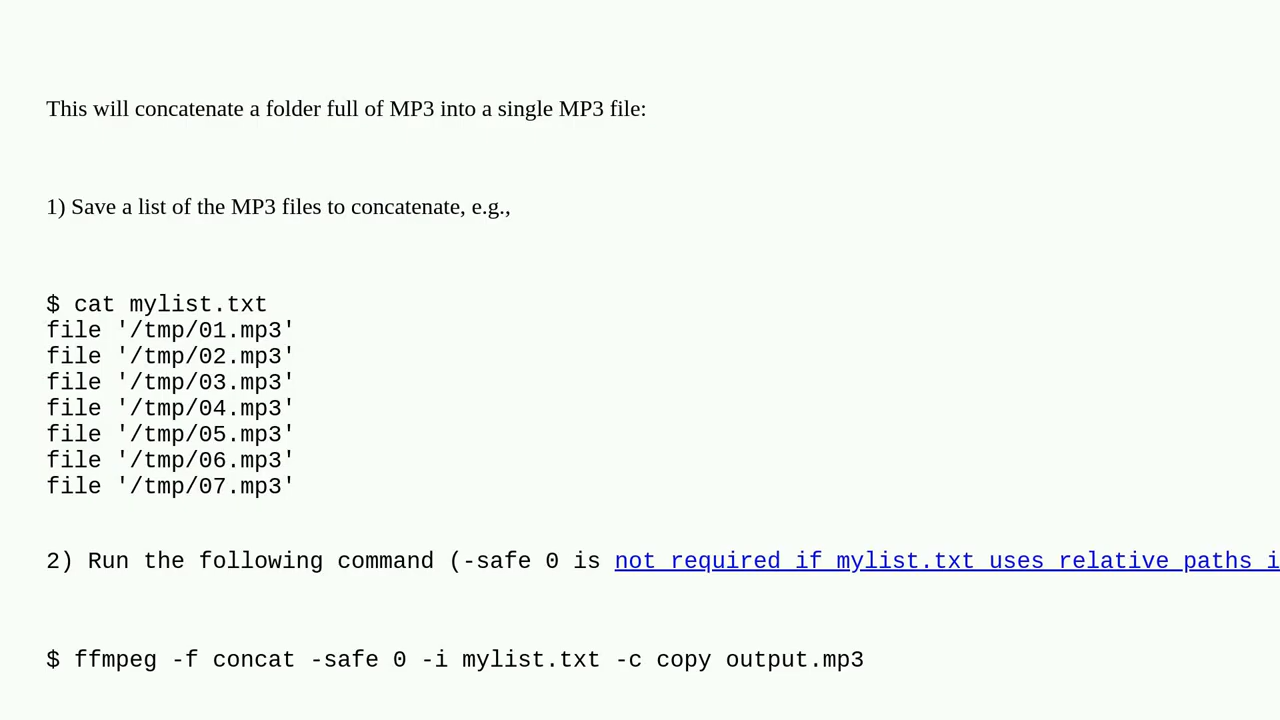 This will concatenate a folder full of MP3 into a single MP3 file:
1) Save a list of the MP3 files to concatenate, e.g.,
$ cat mylist.txt
file '/tmp/01.mp3'
file '/tmp/02.mp3'
file '/tmp/03.mp3'
file '/tmp/04.mp3'
file '/tmp/05.mp3'
file '/tmp/06.mp3'
file '/tmp/07.mp3'
2) Run the following command (-safe 0 is not required if mylist.txt uses relative paths i
$ ffmpeg -f concat -safe 0 -i mylist.txt -c copy output.mp3